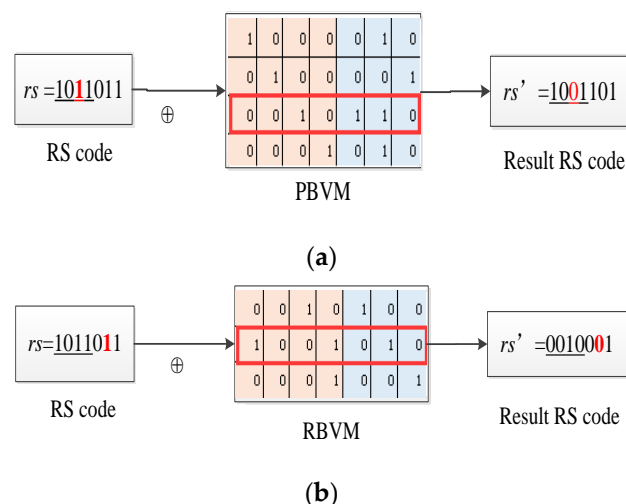 1 0 0 0 0 1 0
rs =1011011
0 1 0 0 0 0 1
rs’ =1001101
0 0 1 0 1 1 0
⊕
RS code
0 0 0 1 0 1 0
Result RS code
PBVM
(a)
0 0 1 0 1 0 0
rs=1011011
1 0 0 1 0 1 0
rs’ =0010001
⊕
0 0 0 1 0 0 1
RS code
Result RS code
RBVM
(b)